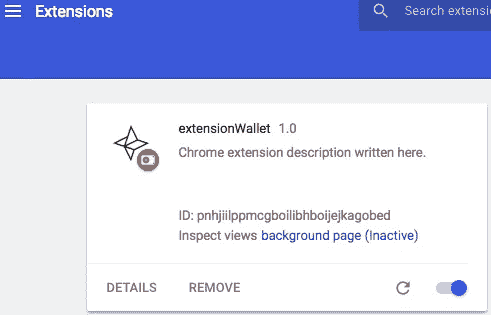 Extensions
Search extensio
extensionWallet 1.0
Chrome extension description written here.
ID: pnhjiilppmcgboilibhboijejkagobed
Inspect views background page (Inactive)
DETAILS REMOVE